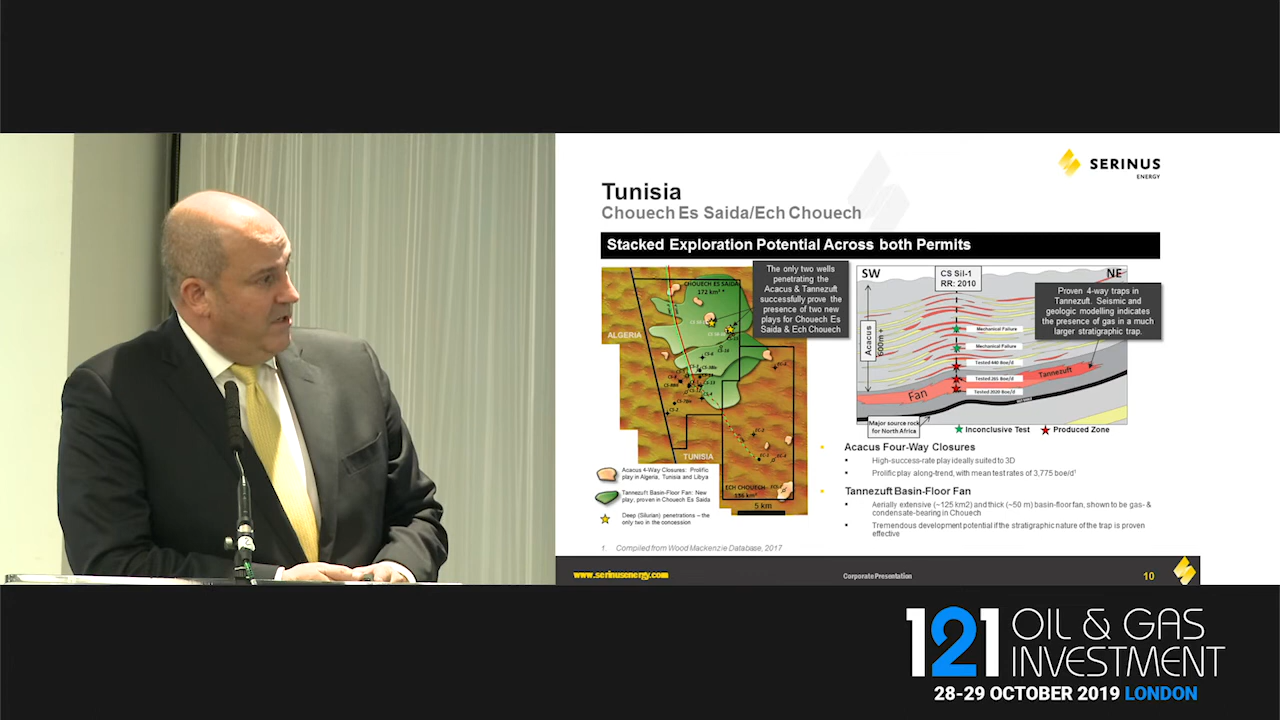 SERINUS
ENERGY
Tunisia
Chouech Es Saida/Ech Chouech
Stacked Exploration Potential Across both Permits
CHOUECH ES SAIDA
172 km²
ALGERIA
TUNISIA
ECH CHOUECH
5 km
The only two wells
penetrating the
Acacus & Tannezuft
successfully prove the
presence of two new
plays for Chouech Es
Saida & Ech Chouech
SW
CS Sil-1
RR: 2010
NE
Proven 4-way traps in
Tannezuft. Seismic and
geologic modelling indicates
the presence of gas in a much
larger stratigraphic trap.
Acacus
600m+
Mechanical Failure
Mechanical Failure
Tested 440 Boe/d
Tested 265 Boe/d
Tested 2020 Boe/d
Fan
Tannezuft
Major source rock
for North Africa
Inconclusive Test
Produced Zone
Acacus 4-Way Closures: Prolific
play in Algeria, Tunisia and Libya
Tannezuft Basin-Floor Fan: New
play, proven in Chouech Es Saida
Deep (Silurian) penetrations – the
only two in the concession
Acacus Four-Way Closures
High-success-rate play ideally suited to 3D
Prolific play along-trend, with mean test rates of 3,775 boe/d¹
Tannezuft Basin-Floor Fan
Aerially extensive (~125 km2) and thick (~50 m) basin-floor fan, shown to be gas- &
condensate-bearing in Chouech
Tremendous development potential if the stratigraphic nature of the trap is proven
effective
1. Compiled from Wood Mackenzie Database, 2017
www.serinusenergy.com
Corporate Presentation
10
121 OIL & GAS
INVESTMENT
28-29 OCTOBER 2019 LONDON